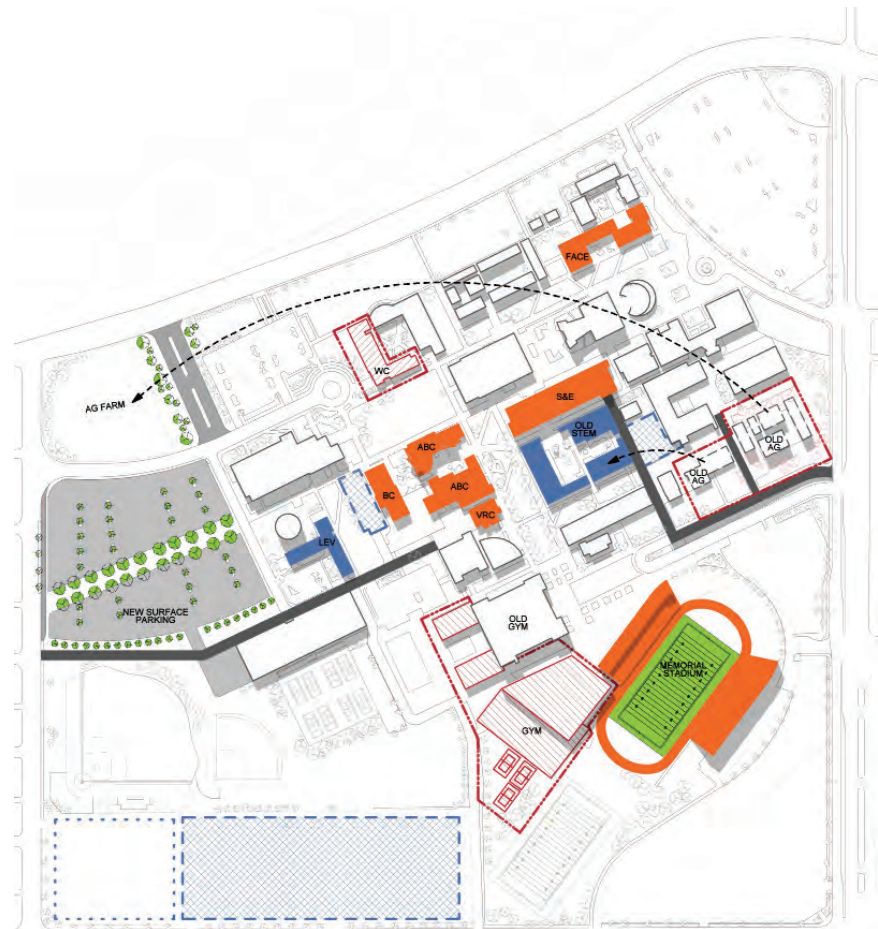 FACE
WC
AG FARM
S&E
OLD
STEM
OLD
AG
OLD AG
ABC
BC
ABC
VRC
LEV
NEW SURFACE
PARKING
OLD
GYM
MEMORIAL
STADIUM
GYM